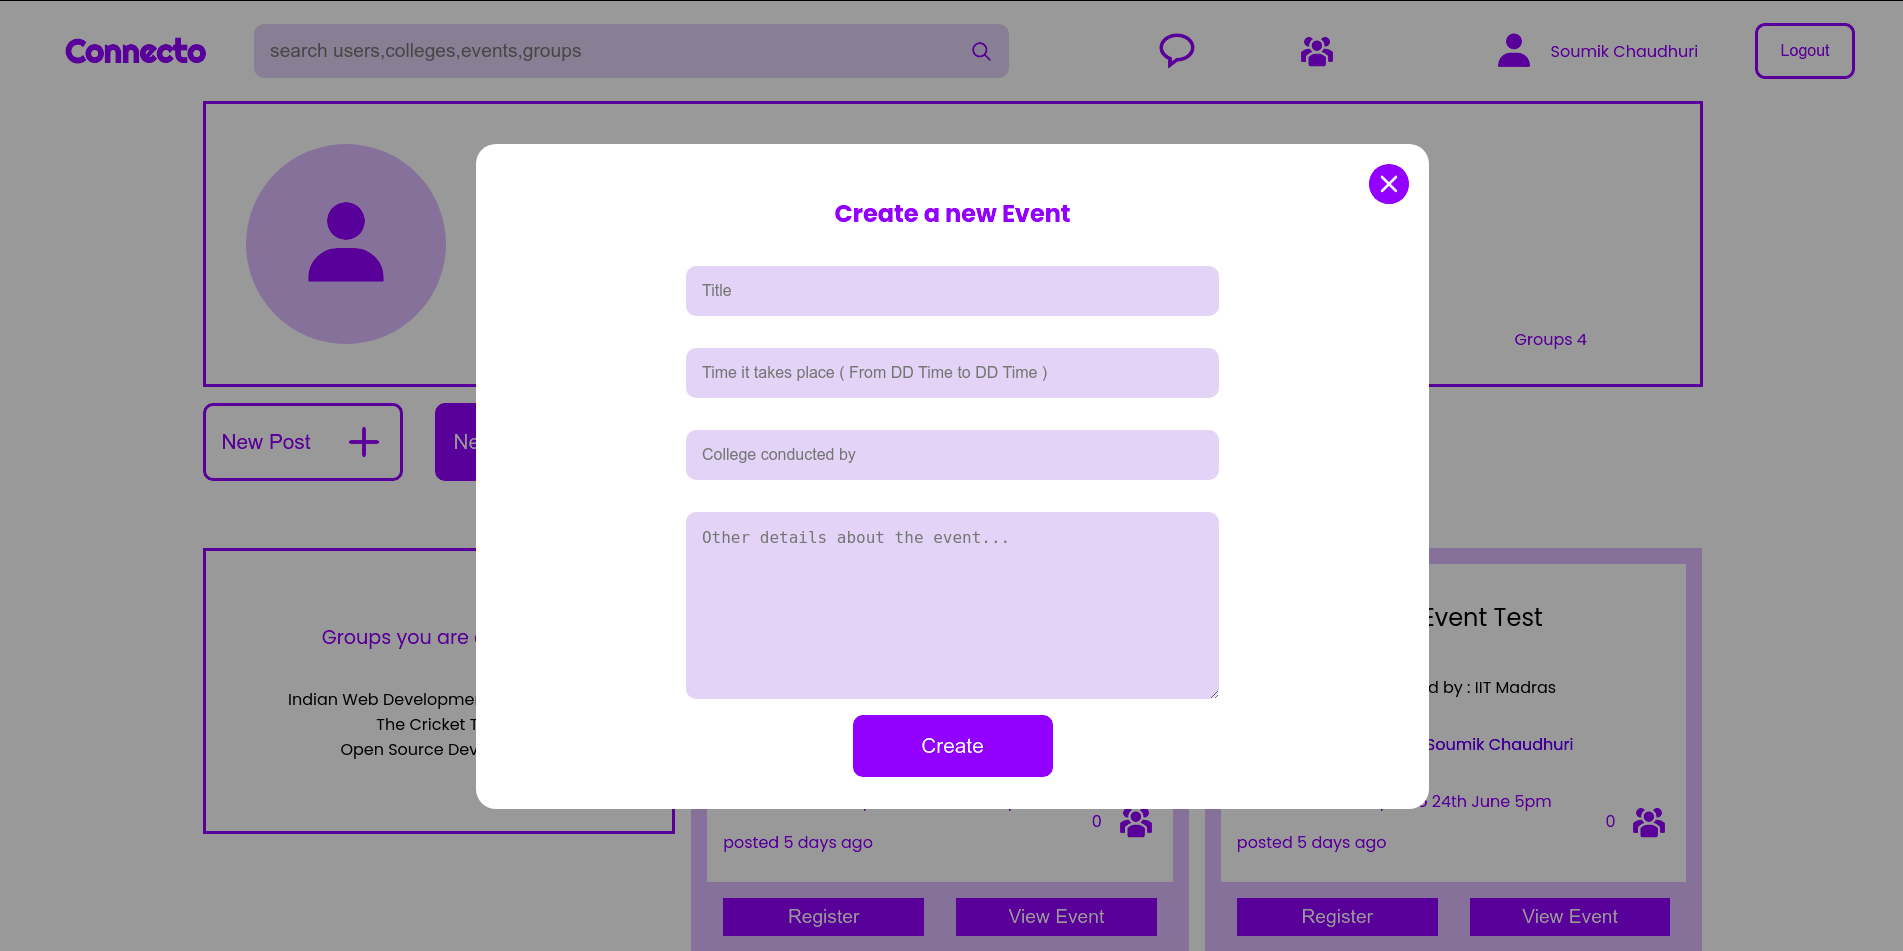 Connecto
search users,colleges,events,groups
Soumik Chaudhuri
Logout
Create a new Event
Title
Time it takes place ( From DD Time to DD Time )
College conducted by
Other details about the event...
Create
Groups 4
New Post
Ne
Groups you are
Indian Web Developme
The Cricket T
Open Source Dev
0
posted 5 days ago
Register
View Event
Event Test
d by : IIT Madras
Soumik Chaudhuri
24th June 5pm
0
posted 5 days ago
Register
View Event